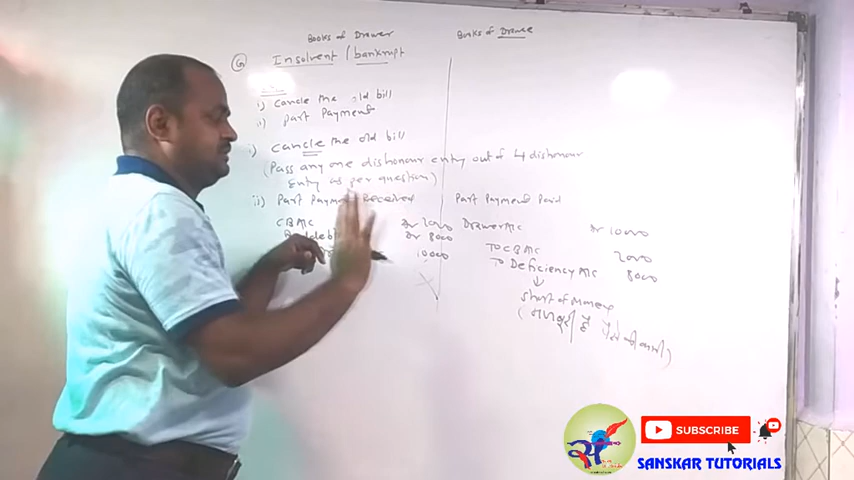 Books of Drawer
Books of Drawee
G Insolvent / bankrupt
i) Cancle the old bill
ii) part Payment
i) Cancle the old bill
(Pass any one dishonour entry out of 4 dishonour
Entry as per question)
ii) Part Payment Received
Part Payment Paid
CB A/c Dr 2000
Drawer A/c Dr 10000
Dr 8000
To CB A/c 2000
10000
To Deficiency A/c 8000
Short of Money
SUBSCRIBE
SANSKAR TUTORIALS